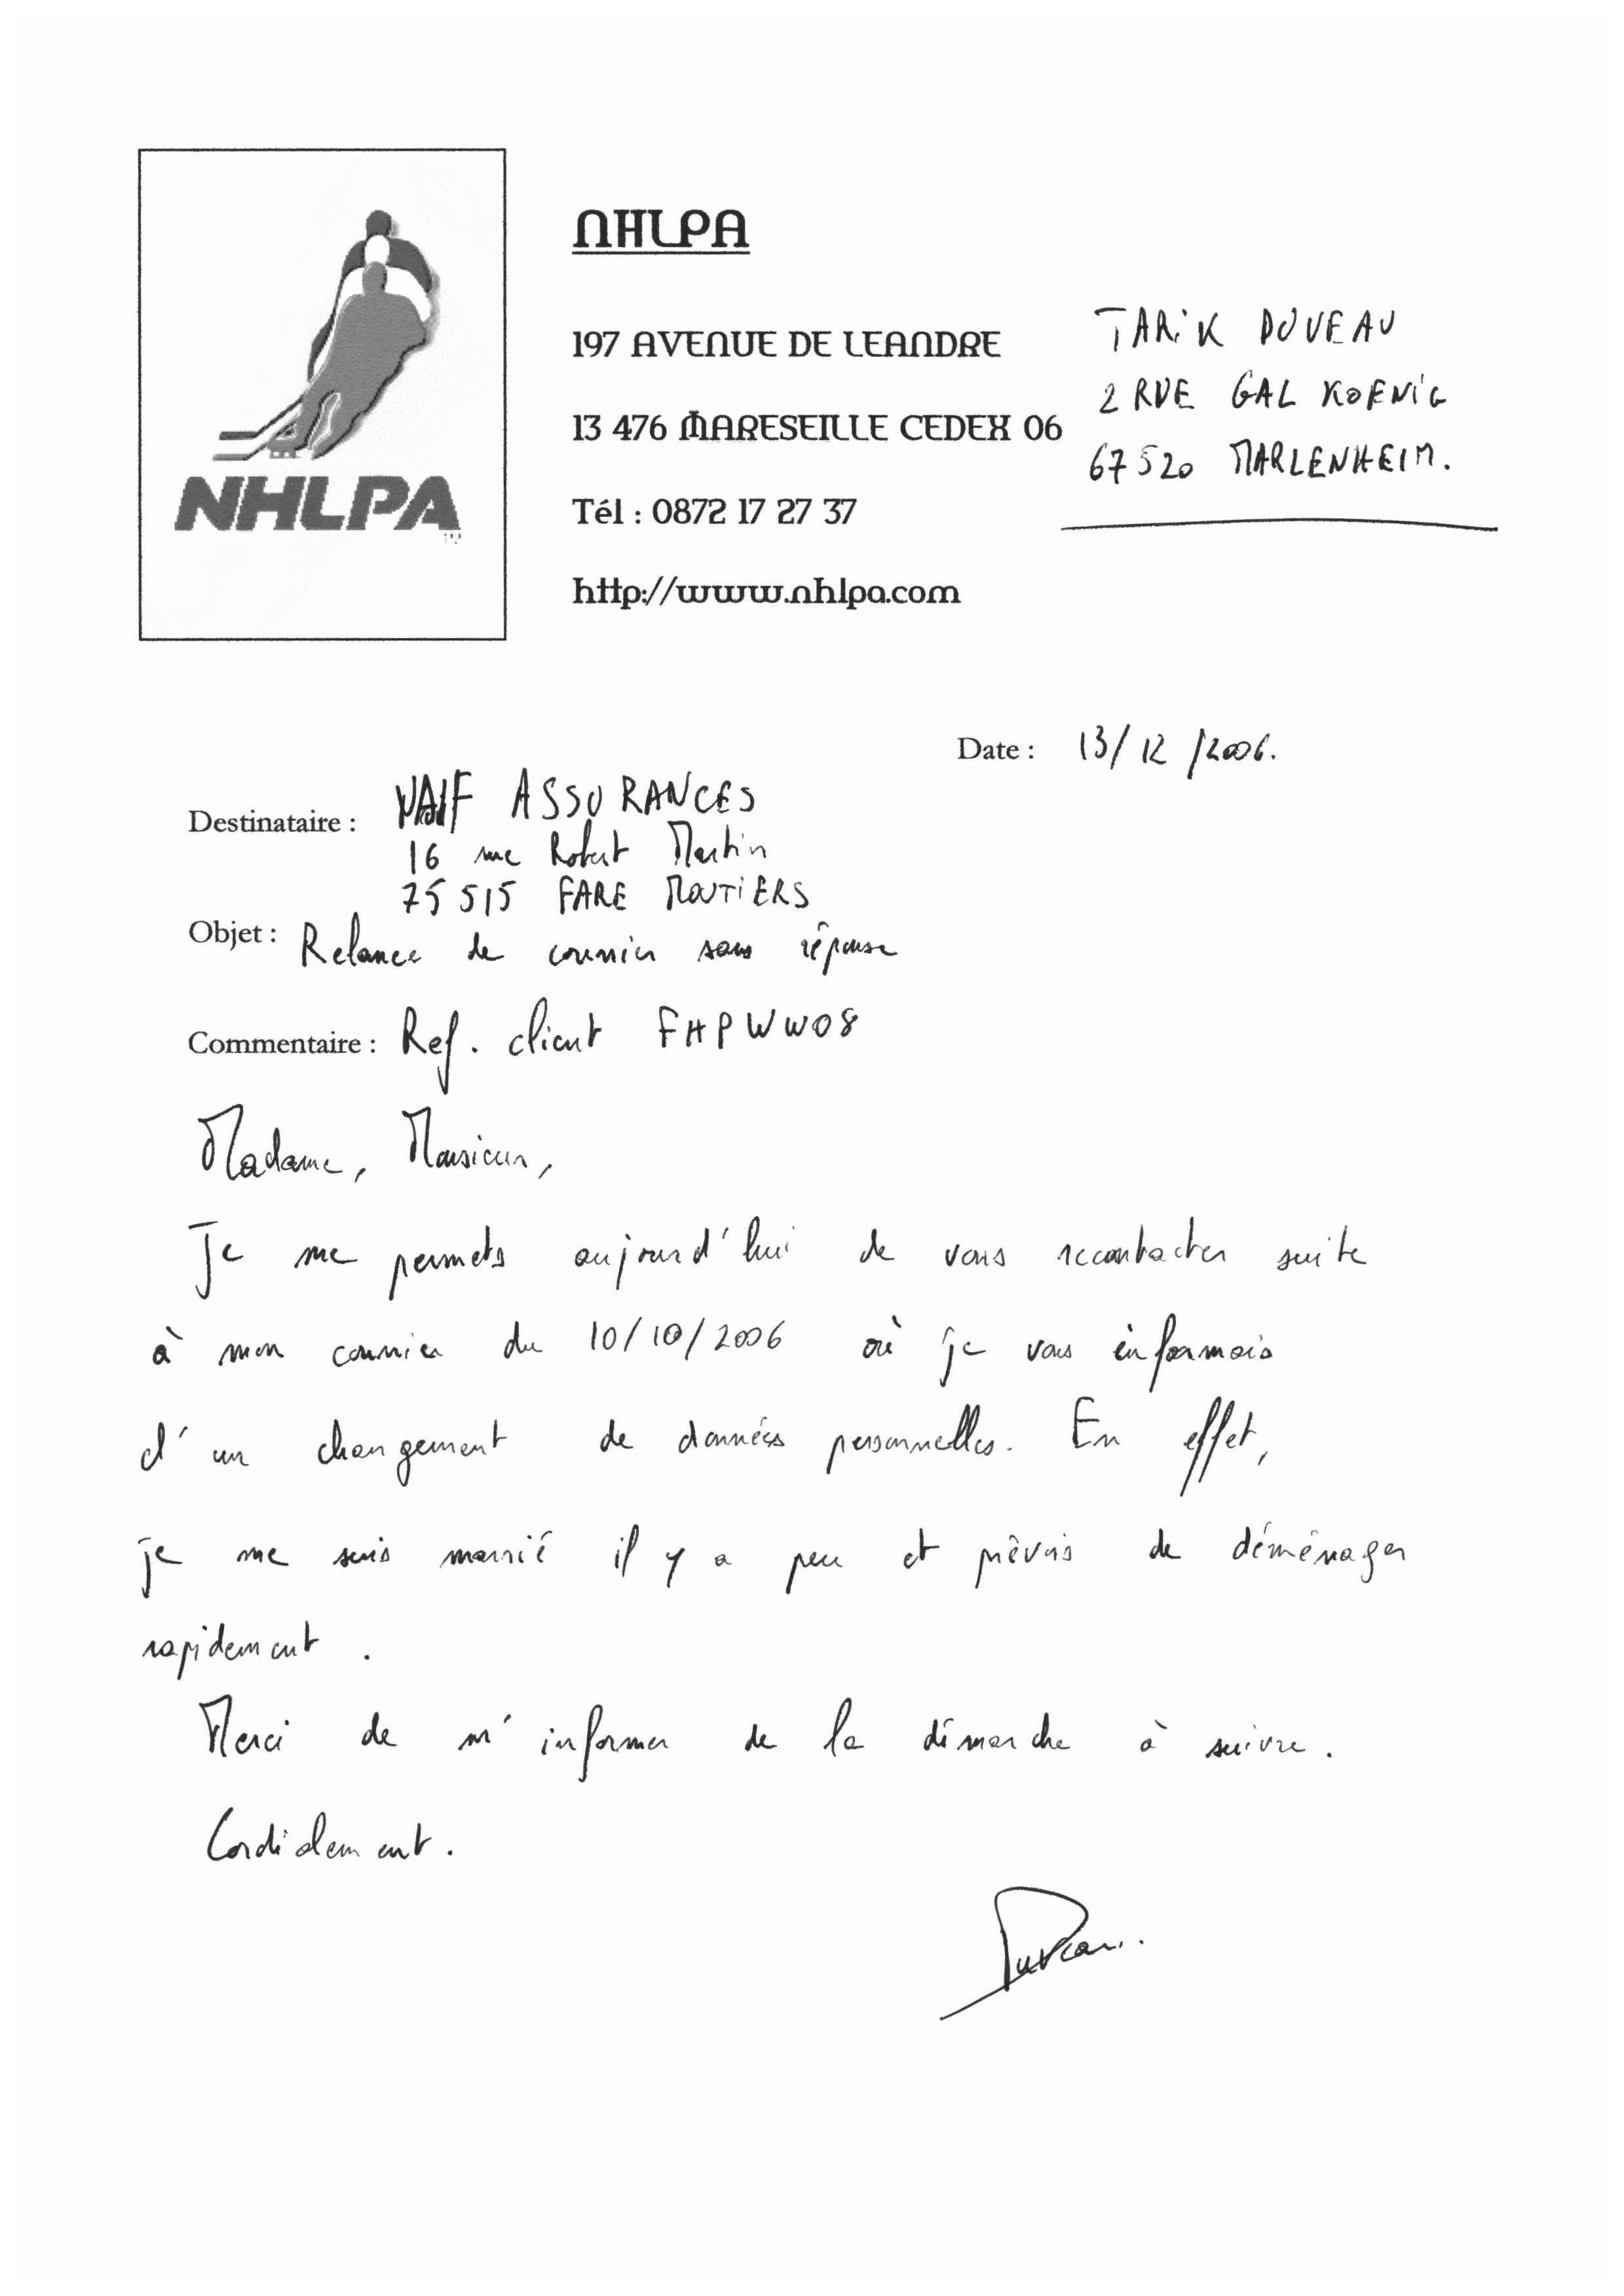 NHLPA
NHLPA
197 AVENUE DE LEANDRE
13 476 MARESEILLE CEDEX 06
Tél : 0872 17 27 37
http://www.nhlpa.com
TARiK DUVEAU
2 RUE GAL KOENiG
67520 MARLENHEIM.
Date : 13/12/2006.
Destinataire : MAIF ASSURANCES
16 rue Robert Martin
75 515 FARE MOUTiERS
Objet : Relance de courrier sans réponse
Commentaire : Ref. client FHPWW08
Madame, Monsieur,
Je me permets aujourd'hui de vous recontacter suite
à mon courrier du 10/10/2006 où je vous informais
d'un changement de données personnelles. En effet,
je me suis marrié il y a peu et prévois de déménager
rapidement.
Merci de m'informer de la démarche à suivre.
Cordialement.
Duveau..